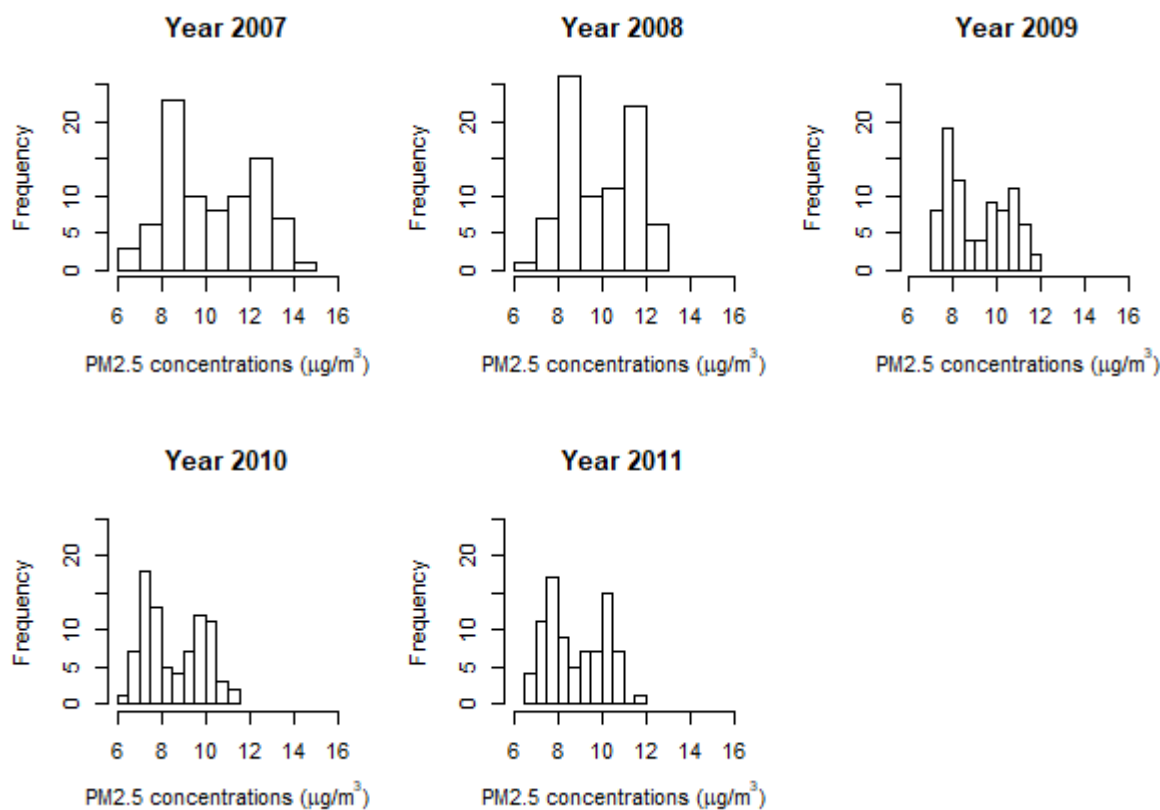 Year 2007
Frequency
0 5 10 20
6 8 10 12 14 16
PM2.5 concentrations (µg/m³)
Year 2008
Frequency
0 5 10 20
6 8 10 12 14 16
PM2.5 concentrations (µg/m³)
Year 2009
Frequency
0 5 10 20
6 8 10 12 14 16
PM2.5 concentrations (µg/m³)
Year 2010
Frequency
0 5 10 20
6 8 10 12 14 16
PM2.5 concentrations (µg/m³)
Year 2011
Frequency
0 5 10 20
6 8 10 12 14 16
PM2.5 concentrations (µg/m³)